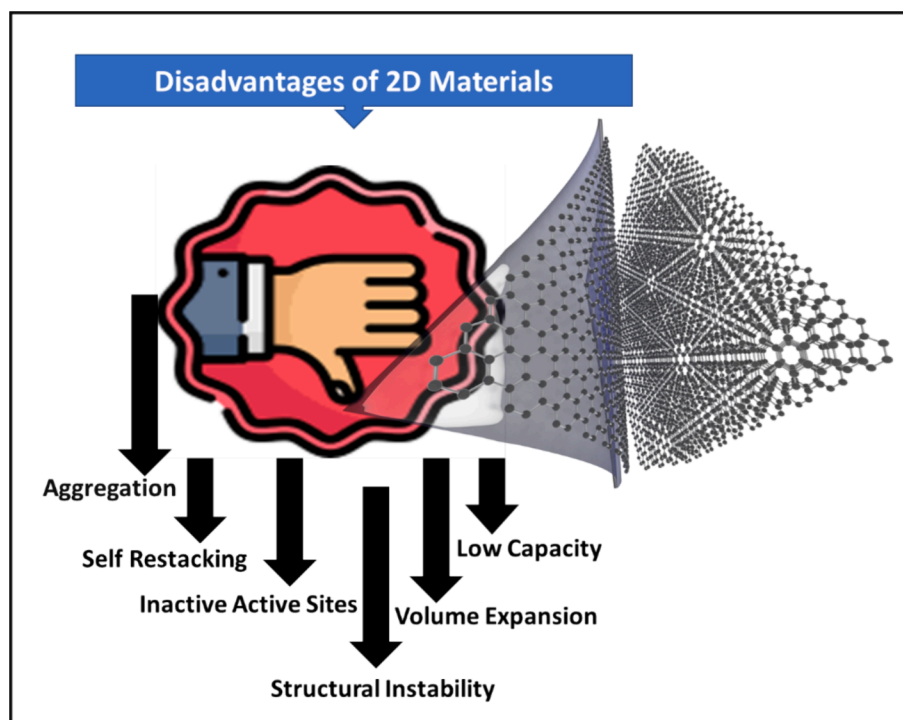 Disadvantages of 2D Materials
Aggregation
Self Restacking
Inactive Active Sites
Structural Instability
Volume Expansion
Low Capacity